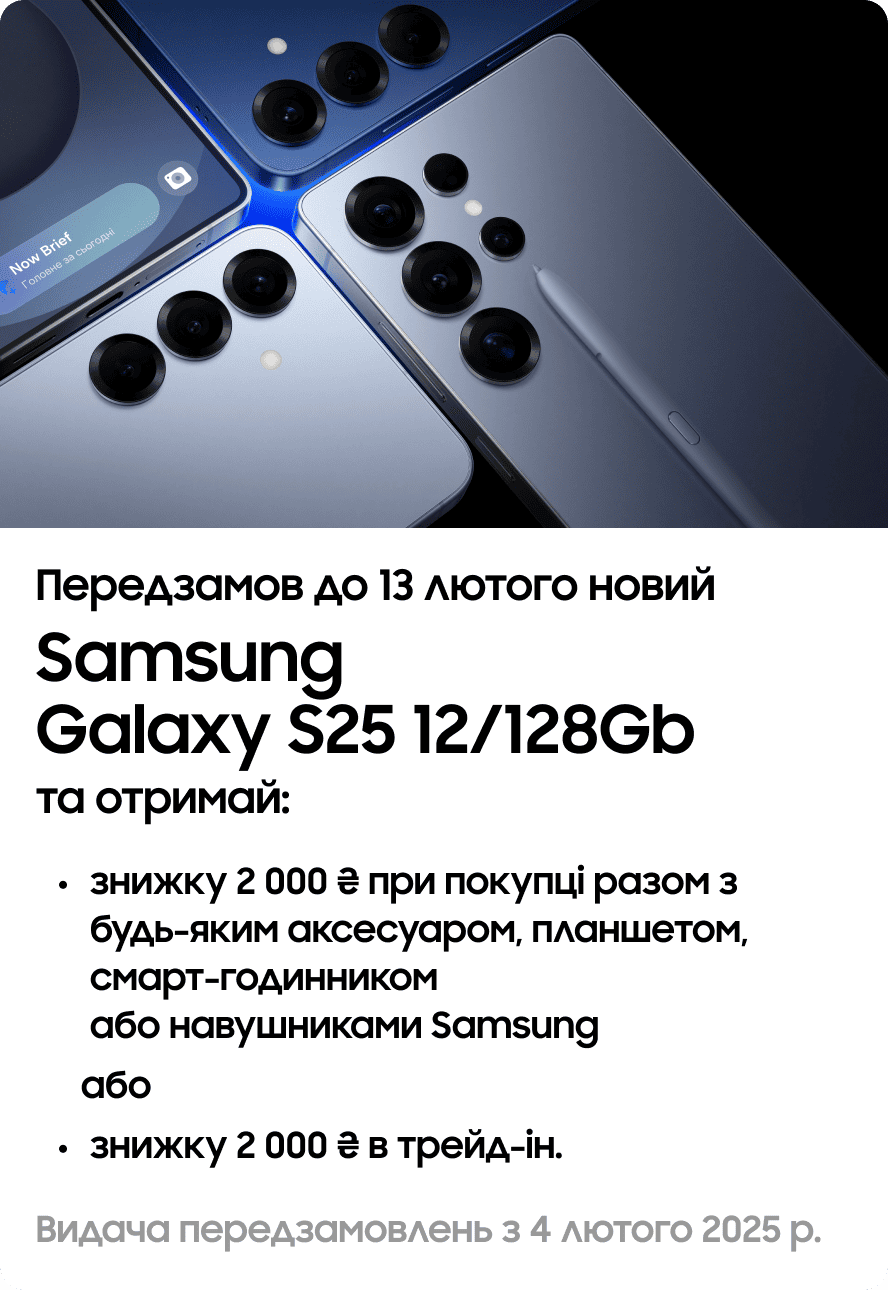 Now Brief
Головне за сьогодні
Передзамов до 13 лютого новий
Samsung
Galaxy S25 12/128Gb
та отримай:
• знижку 2 000 ₴ при покупці разом з
будь-яким аксесуаром, планшетом,
смарт-годинником
або навушниками Samsung
або
• знижку 2 000 ₴ в трейд-ін.
Видача передзамовлень з 4 лютого 2025 р.